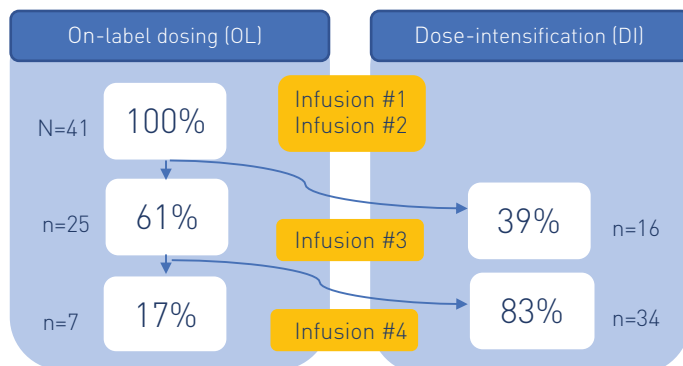 On-label dosing (OL)
Dose-intensification (DI)
Infusion #1
Infusion #2
N=41
100%
n=25
61%
39%
n=16
Infusion #3
n=7
17%
83%
n=34
Infusion #4